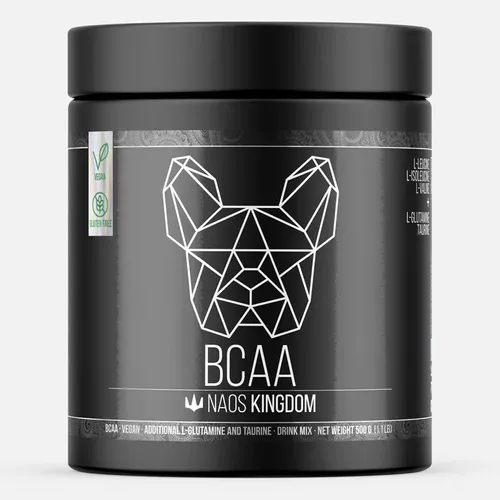 VEGAN
GLUTEN FREE
L-LEUCINE
L-ISOLEUCINE
L-VALINE
+
L-GLUTAMINE
TAURINE
BCAA
NAOS KINGDOM
BCAA · VEGAN · ADDITIONAL L-GLUTAMINE AND TAURINE · DRINK MIX · NET WEIGHT 500 G. (1.1 LB)